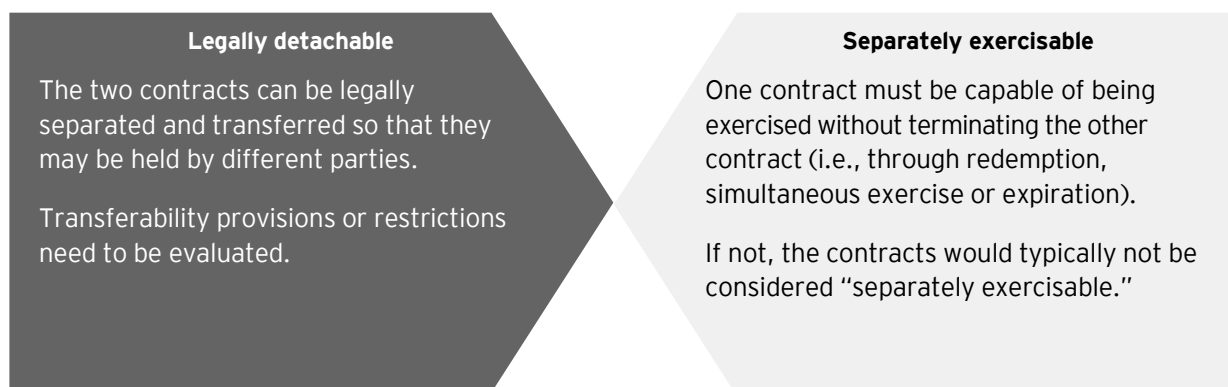 Legally detachable
The two contracts can be legally
separated and transferred so that they
may be held by different parties.
Transferability provisions or restrictions
need to be evaluated.
Separately exercisable
One contract must be capable of being
exercised without terminating the other
contract (i.e., through redemption,
simultaneous exercise or expiration).
If not, the contracts would typically not be
considered “separately exercisable.”